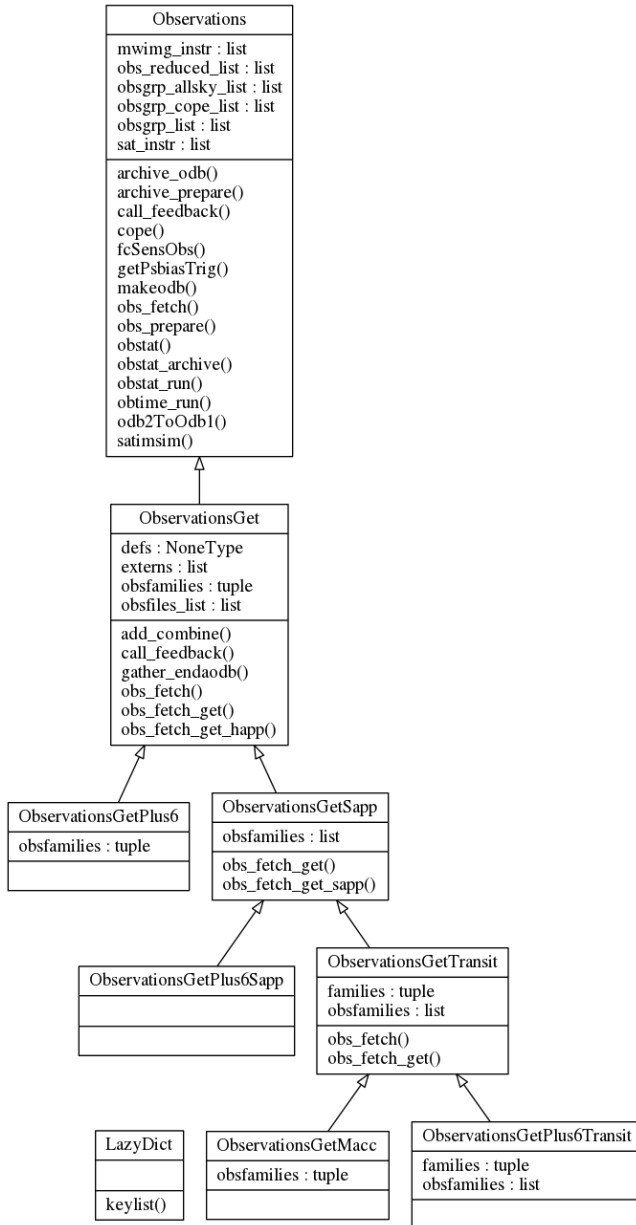 Observations
mwimg_instr : list
obs_reduced_list : list
obsgrp_allsky_list : list
obsgrp_cope_list : list
obsgrp_list : list
sat_instr : list
archive_odb()
archive_prepare()
call_feedback()
cope()
fcSensObs()
getPsbiasTrig()
makeodb()
obs_fetch()
obs_prepare()
obstat()
obstat_archive()
obstat_run()
obtime_run()
odb2ToOdb1()
satimsim()
ObservationsGet
defs : NoneType
externs : list
obsfamilies : tuple
obsfiles_list : list
add_combine()
call_feedback()
gather_endaodb()
obs_fetch()
obs_fetch_get()
obs_fetch_get_happ()
ObservationsGetPlus6
obsfamilies : tuple
ObservationsGetSapp
obsfamilies : list
obs_fetch_get()
obs_fetch_get_sapp()
ObservationsGetPlus6Sapp
ObservationsGetTransit
families : tuple
obsfamilies : list
obs_fetch()
obs_fetch_get()
LazyDict
keylist()
ObservationsGetMacc
obsfamilies : tuple
ObservationsGetPlus6Transit
families : tuple
obsfamilies : list